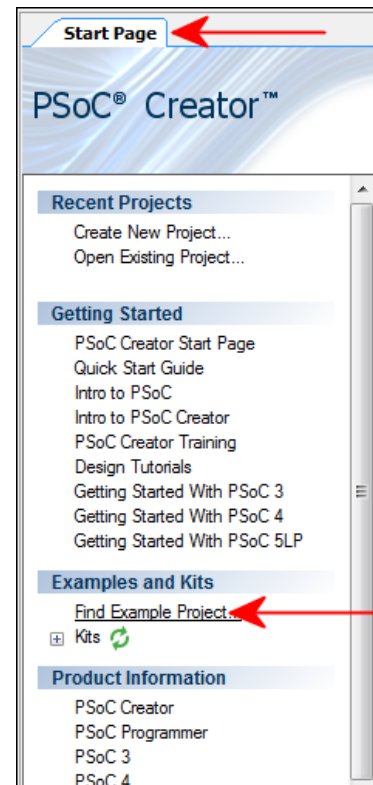 Start Page
PSoC® Creator™
Recent Projects
Create New Project...
Open Existing Project...
Getting Started
PSoC Creator Start Page
Quick Start Guide
Intro to PSoC
Intro to PSoC Creator
PSoC Creator Training
Design Tutorials
Getting Started With PSoC 3
Getting Started With PSoC 4
Getting Started With PSoC 5LP
Examples and Kits
Find Example Project...
Kits
Product Information
PSoC Creator
PSoC Programmer
PSoC 3
PSoC 4